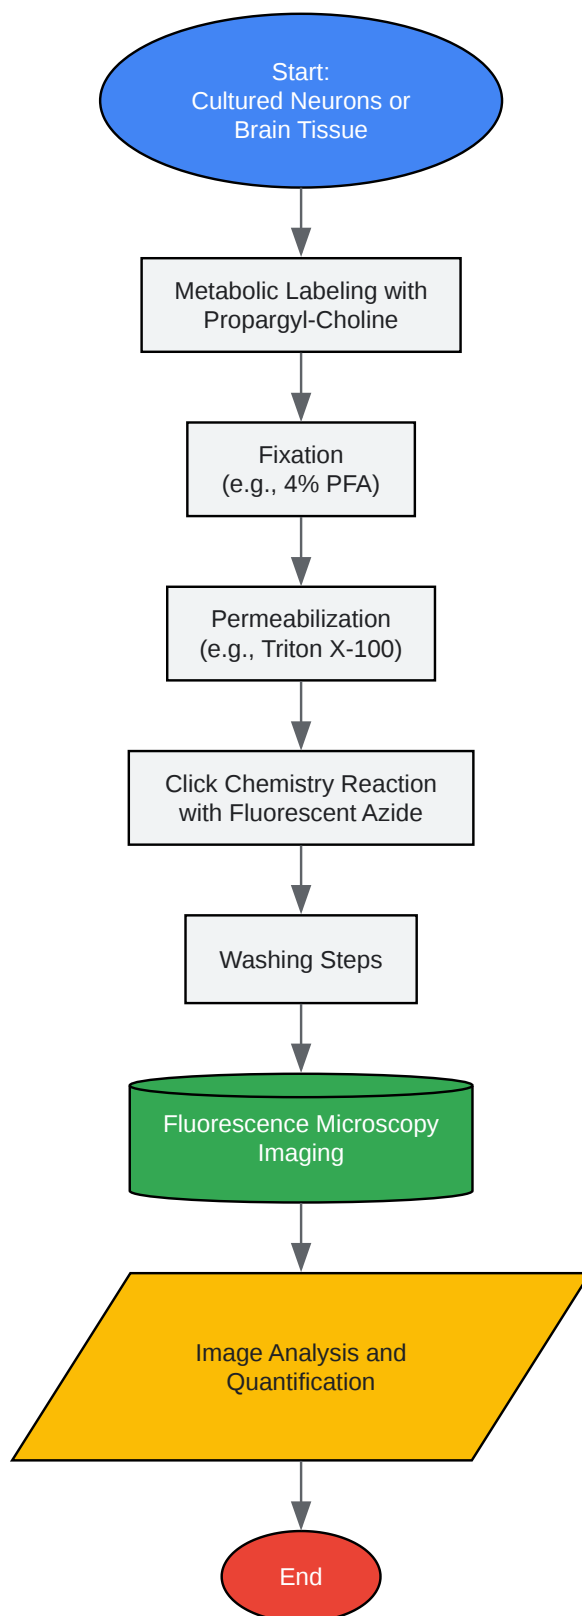 Start:
Cultured Neurons or
Brain Tissue
Metabolic Labeling with
Propargyl-Choline
Fixation
(e.g., 4% PFA)
Permeabilization
(e.g., Triton X-100)
Click Chemistry Reaction
with Fluorescent Azide
Washing Steps
Fluorescence Microscopy
Imaging
Image Analysis and
Quantification
End